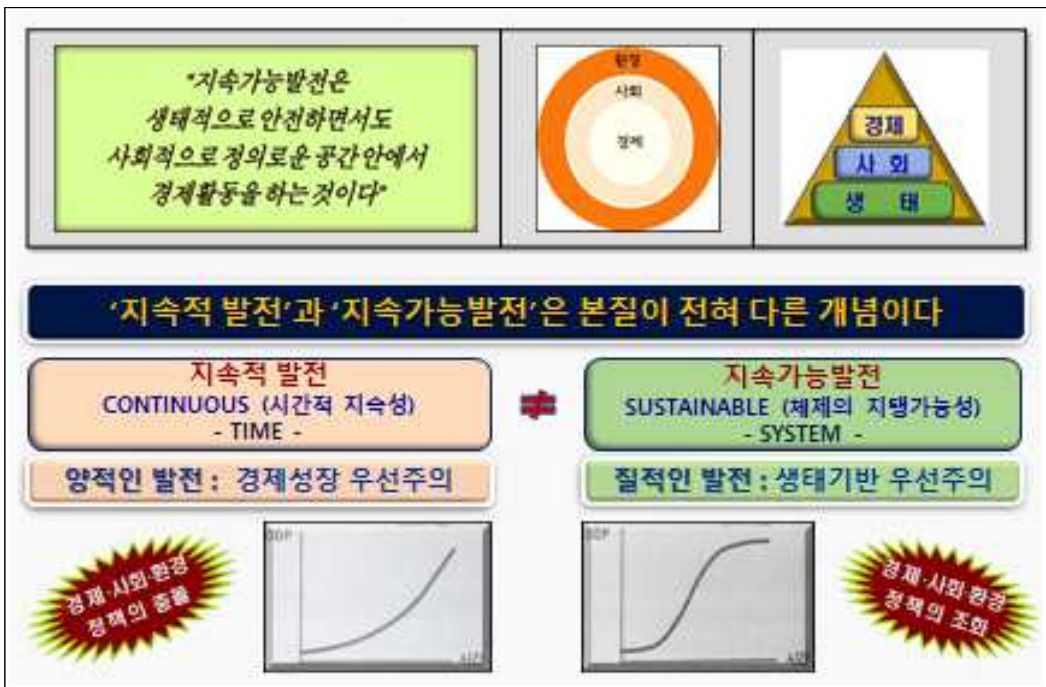 "지속가능발전은
생태적으로 안전하면서도
사회적으로 정의로운 공간 안에서
경제활동을 하는 것이다"
환경
사회
경제
경제
사 회
생 태
'지속적 발전'과 '지속가능발전'은 본질이 전혀 다른 개념이다
지속적 발전
CONTINUOUS (시간적 지속성)
- TIME -
≠
지속가능발전
SUSTAINABLE (체제의 지탱가능성)
- SYSTEM -
양적인 발전 : 경제성장 우선주의
질적인 발전 : 생태기반 우선주의
경제·사회·환경
정책의 충돌
GDP
시간
GDP
시간
경제·사회·환경
정책의 조화